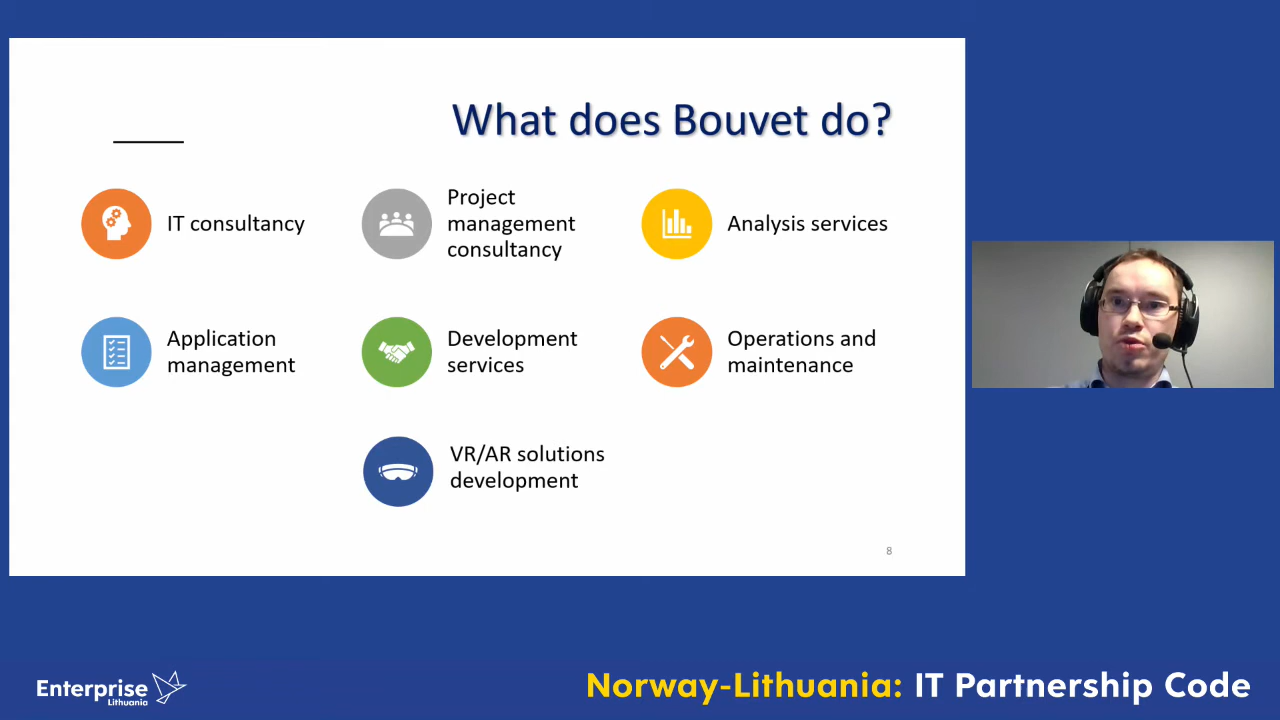 What does Bouvet do?
IT consultancy
Project
management
consultancy
Analysis services
Application
management
Development
services
Operations and
maintenance
VR/AR solutions
development
8
Enterprise
Lithuania
Norway-Lithuania: IT Partnership Code